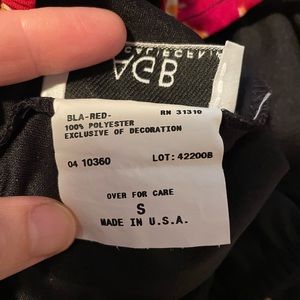 AGB
BLA-RED-
RN 31310
100% POLYESTER
EXCLUSIVE OF DECORATION
04 10360
LOT: 42200B
OVER FOR CARE
S
MADE IN U.S.A.